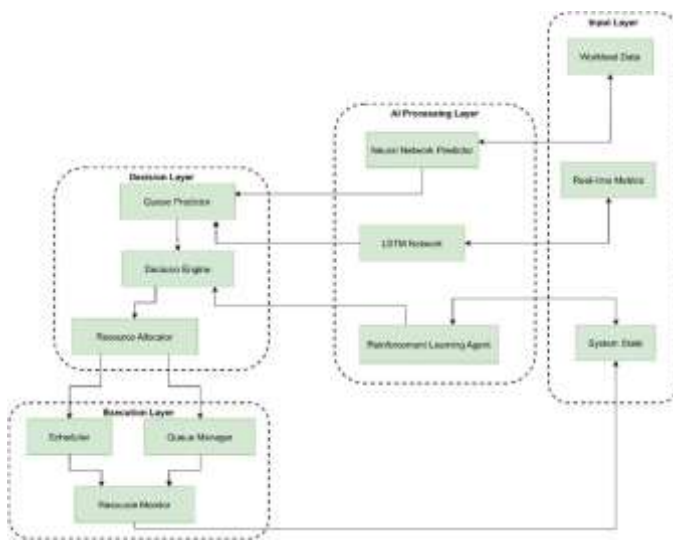 Input Layer
Workload Data
AI Processing Layer
Neural Network Predictor
Decision Layer
Real-time Metrics
Queue Predictor
LSTM Network
Decision Engine
Resource Allocator
Reinforcement Learning Agent
System State
Execution Layer
Scheduler
Queue Manager
Resource Monitor